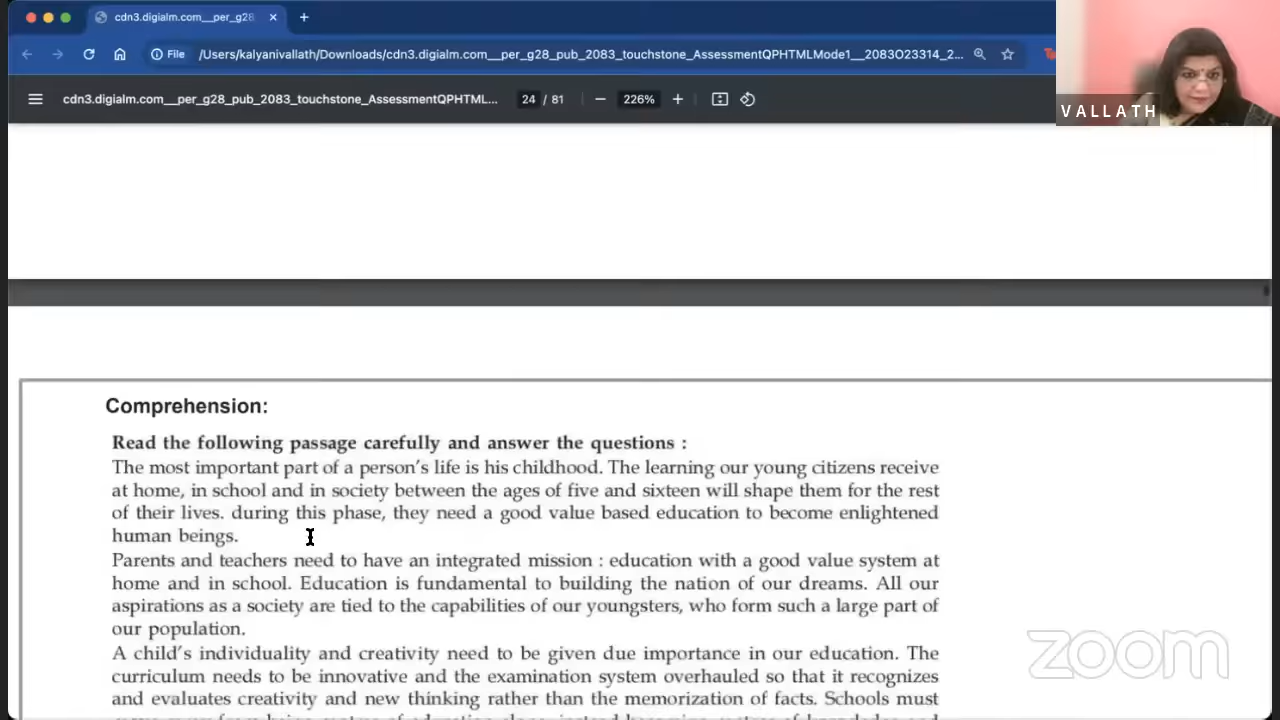 cdn3.digialm.com__per_g28
File
/Users/kalyanivallath/Downloads/cdn3.digialm.com__per_g28_pub_2083_touchstone_AssessmentQPHTMLMode1__2083O23314_2...
cdn3.digialm.com__per_g28_pub_2083_touchstone_AssessmentQPHTML...
24 / 81
226%
VALLATH
Comprehension:
Read the following passage carefully and answer the questions :
The most important part of a person's life is his childhood. The learning our young citizens receive
at home, in school and in society between the ages of five and sixteen will shape them for the rest
of their lives. during this phase, they need a good value based education to become enlightened
human beings.
Parents and teachers need to have an integrated mission : education with a good value system at
home and in school. Education is fundamental to building the nation of our dreams. All our
aspirations as a society are tied to the capabilities of our youngsters, who form such a large part of
our population.
A child's individuality and creativity need to be given due importance in our education. The
curriculum needs to be innovative and the examination system overhauled so that it recognizes
and evaluates creativity and new thinking rather than the memorization of facts. Schools must
zoom